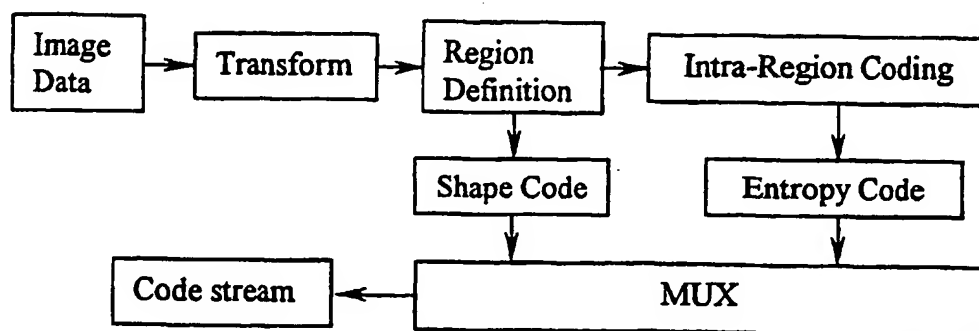 Image
Data
Transform
Region
Definition
Intra-Region Coding
Shape Code
Entropy Code
Code stream
MUX